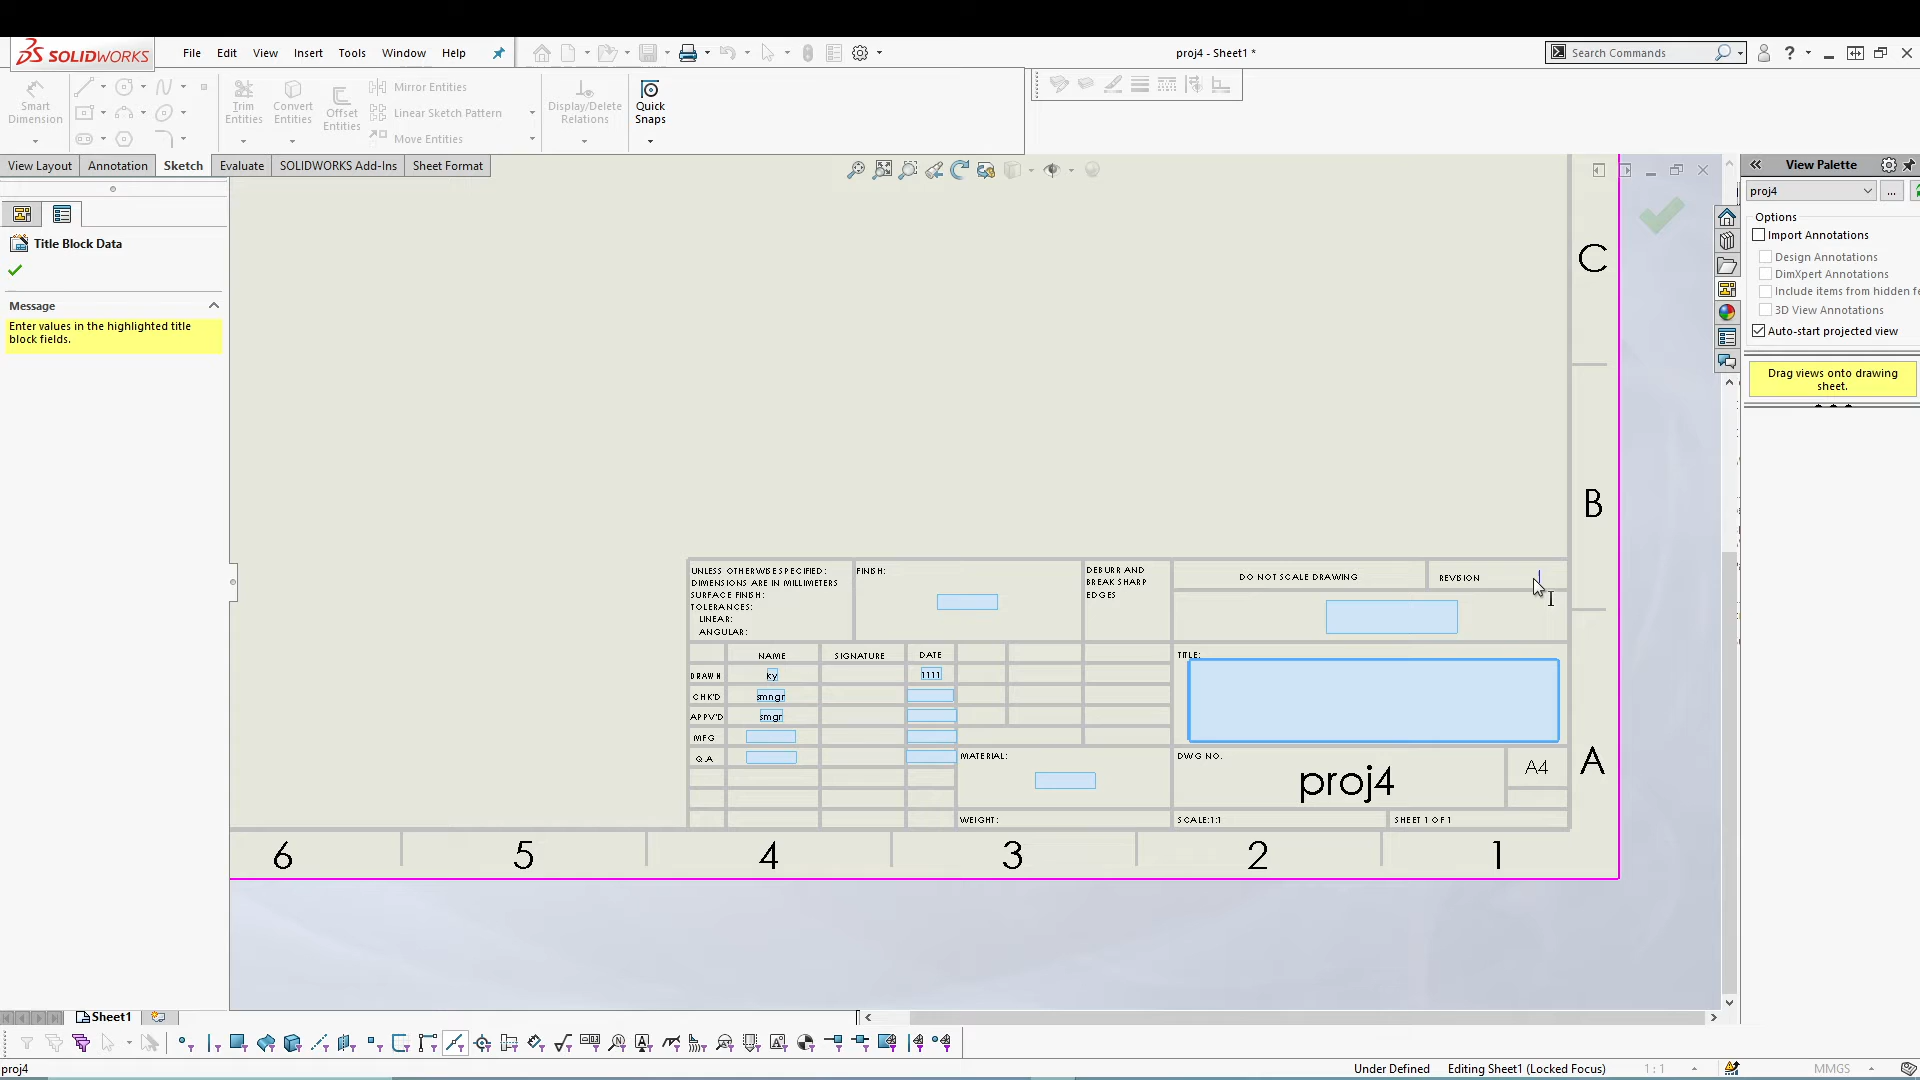 SOLIDWORKS
File Edit View Insert Tools Window Help
proj4 - Sheet1 *
Search Commands
Smart Dimension
Trim Entities
Convert Entities
Offset Entities
Mirror Entities
Linear Sketch Pattern
Move Entities
Display/Delete Relations
Quick Snaps
View Layout Annotation Sketch Evaluate SOLIDWORKS Add-Ins Sheet Format
Title Block Data
Message
Enter values in the highlighted title
block fields.
View Palette
proj4
...
Options
Import Annotations
Design Annotations
DimXpert Annotations
Include items from hidden fe
3D View Annotations
Auto-start projected view
Drag views onto drawing
sheet.
C
B
A
UNLESS OTHERWISE SPECIFIED:
DIMENSIONS ARE IN MILLIMETERS
SURFACE FINISH:
TOLERANCES:
LINEAR:
ANGULAR:
FINISH:
DEBURR AND
BREAK SHARP
EDGES
DO NOT SCALE DRAWING
REVISION
NAME SIGNATURE DATE
DRAWN ky 1111
CHK'D smngr
APPV'D smgr
MFG
Q.A
TITLE:
MATERIAL:
DWG NO.
proj4
A4
WEIGHT:
SCALE:1:1
SHEET 1 OF 1
6 5 4 3 2 1
Sheet1
proj4
Under Defined Editing Sheet1 (Locked Focus) 1 : 1 MMGS